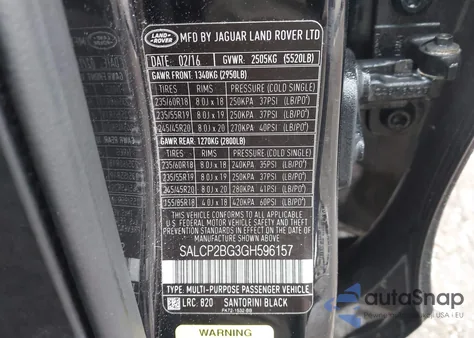 LAND ROVER MFD BY JAGUAR LAND ROVER LTD
DATE: 02/16 GVWR: 2505KG (5520LB)
GAWR FRONT: 1340KG (2950LB)
TIRES RIMS PRESSURE (COLD SINGLE)
235/60R18 8.0J x 18 250KPA 37PSI (LB/PO²)
235/55R19 8.0J x 19 250KPA 37PSI (LB/PO²)
245/45R20 8.0J x 20 270KPA 40PSI (LB/PO²)
GAWR REAR: 1270KG (2800LB)
TIRES RIMS PRESSURE (COLD SINGLE)
235/60R18 8.0J x 18 250KPA 37PSI (LB/PO²)
235/55R19 8.0J x 19 250KPA 37PSI (LB/PO²)
245/45R20 8.0J x 20 280KPA 41PSI (LB/PO²)
155/85R18 4.0J x 18 420KPA 60PSI (LB/PO²)
THIS VEHICLE CONFORMS TO ALL APPLICABLE
U.S. FEDERAL MOTOR VEHICLE SAFETY
AND THEFT PREVENTION STANDARDS IN EFFECT
ON THE DATE OF MANUFACTURE SHOWN ABOVE.
SALCP2BG3GH596157
TYPE:
MULTI-PURPOSE PASSENGER VEHICLE
LRC: 820 SANTORINI BLACK
WARNING
autoSnap